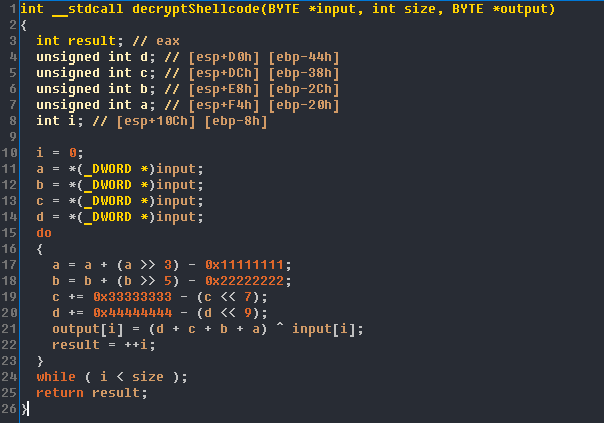 1 int __stdcall decryptShellcode(BYTE *input, int size, BYTE *output)
2 {
3   int result; // eax
4   unsigned int d; // [esp+D0h] [ebp-44h]
5   unsigned int c; // [esp+DCh] [ebp-38h]
6   unsigned int b; // [esp+E8h] [ebp-2Ch]
7   unsigned int a; // [esp+F4h] [ebp-20h]
8   int i; // [esp+10Ch] [ebp-8h]
9
10   i = 0;
11   a = *(_DWORD *)input;
12   b = *(_DWORD *)input;
13   c = *(_DWORD *)input;
14   d = *(_DWORD *)input;
15   do
16   {
17     a = a + (a >> 3) - 0x11111111;
18     b = b + (b >> 5) - 0x22222222;
19     c += 0x33333333 - (c << 7);
20     d += 0x44444444 - (d << 9);
21     output[i] = (d + c + b + a) ^ input[i];
22     result = ++i;
23   }
24   while ( i < size );
25   return result;
26 }